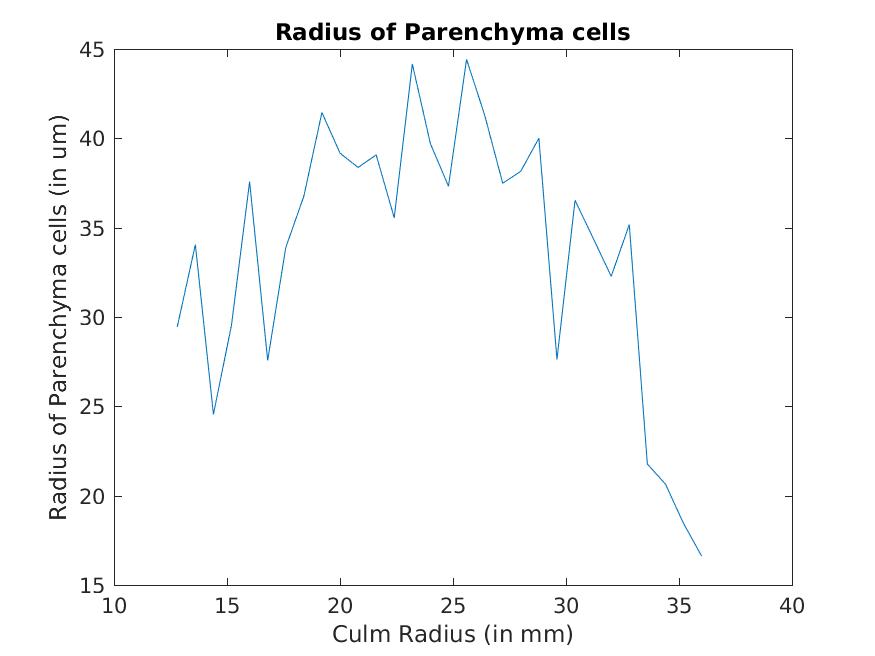 Radius of Parenchyma cells
Radius of Parenchyma cells (in um)
45
40
35
30
25
20
15
10 15 20 25 30 35 40
Culm Radius (in mm)